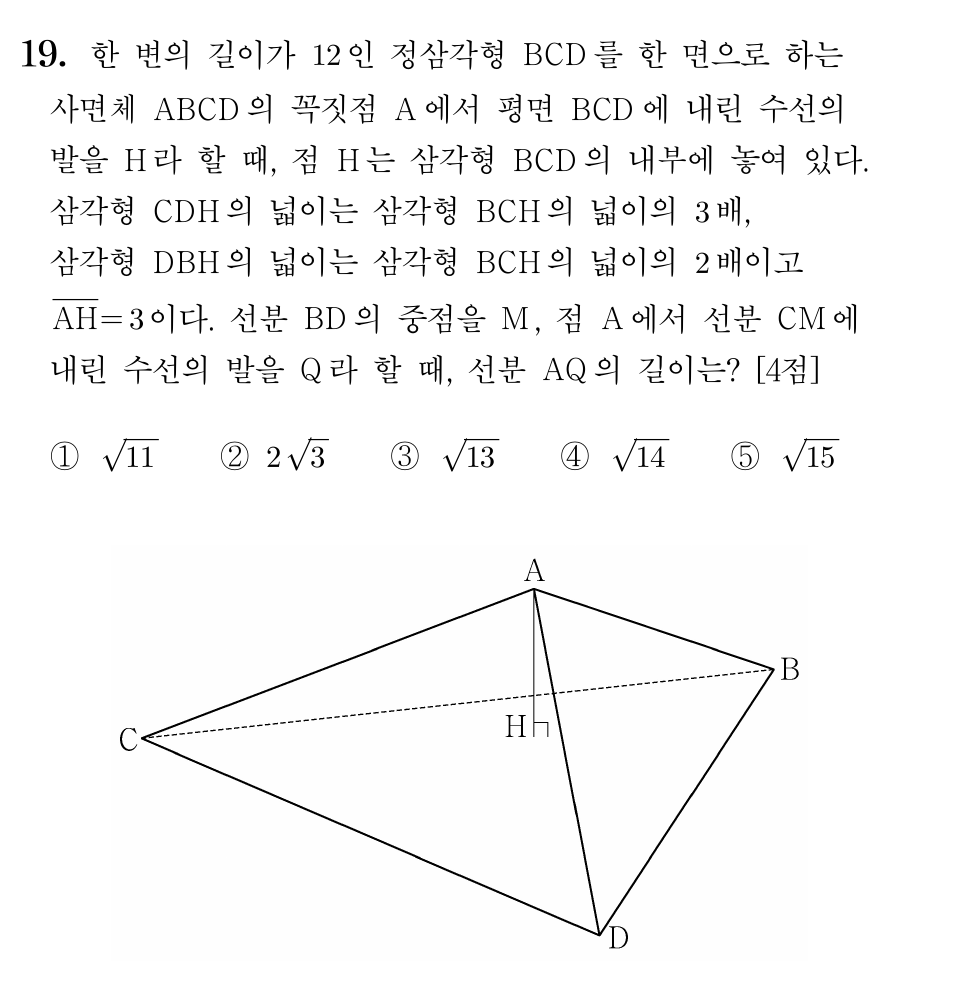 19. 한 변의 길이가 12인 정삼각형 BCD를 한 면으로 하는
사면체 ABCD의 꼭짓점 A에서 평면 BCD에 내린 수선의
발을 H라 할 때, 점 H는 삼각형 BCD의 내부에 놓여 있다.
삼각형 CDH의 넓이는 삼각형 BCH의 넓이의 3배,
삼각형 DBH의 넓이는 삼각형 BCH의 넓이의 2배이고
\overline{AH}=3이다. 선분 BD의 중점을 M, 점 A에서 선분 CM에
내린 수선의 발을 Q라 할 때, 선분 AQ의 길이는? [4점]
① √11 ② 2√3 ③ √13 ④ √14 ⑤ √15
A
B
H
C
D